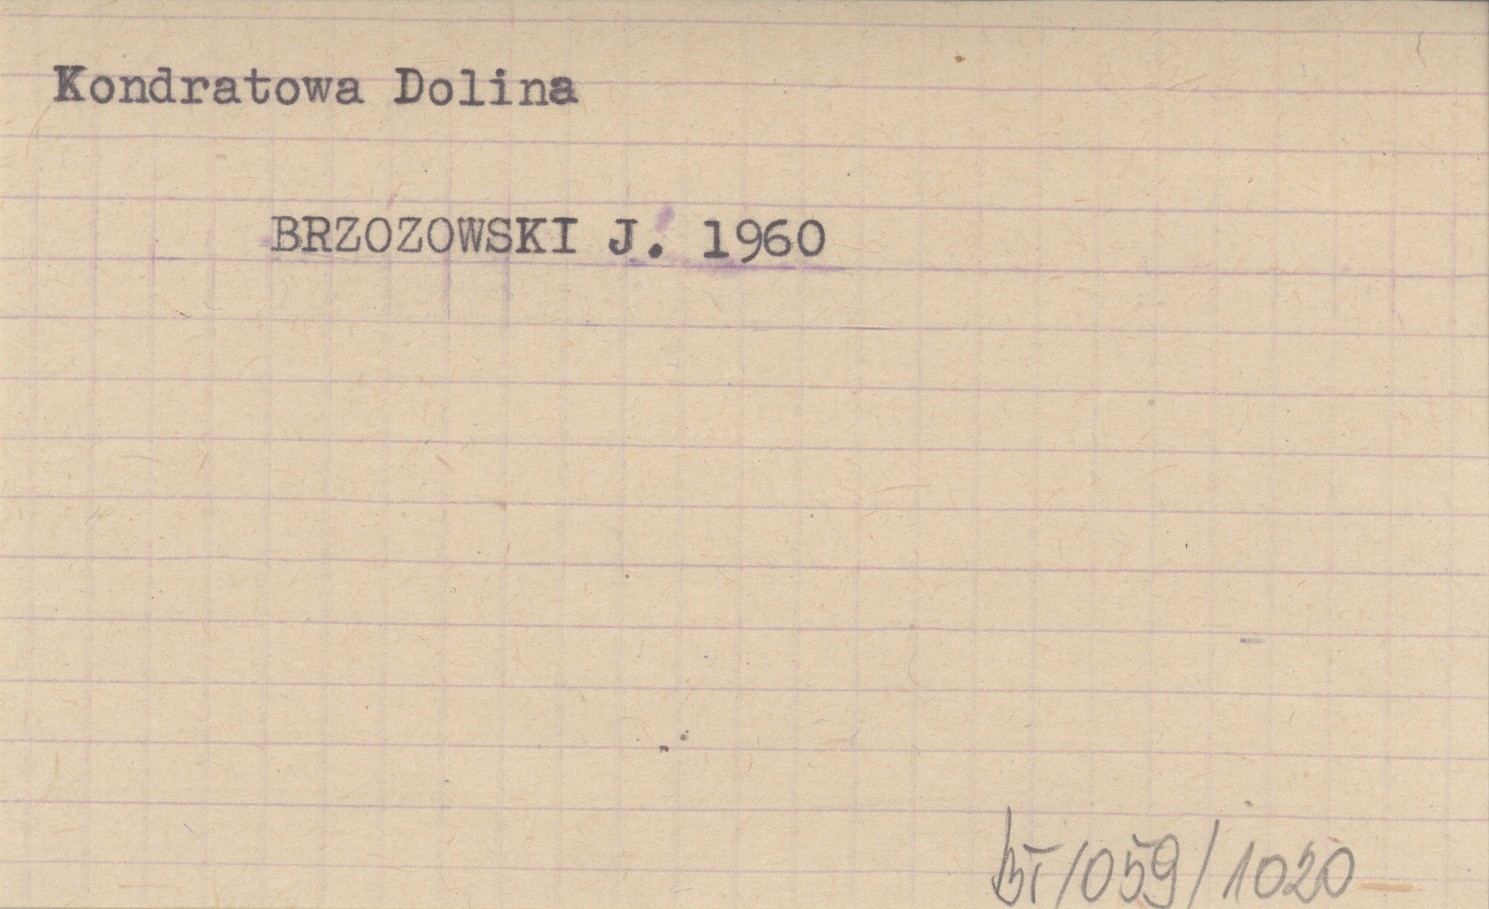 Kondratowa Dolina
BRZOZOWSKI J. 1960
BT/059/1020